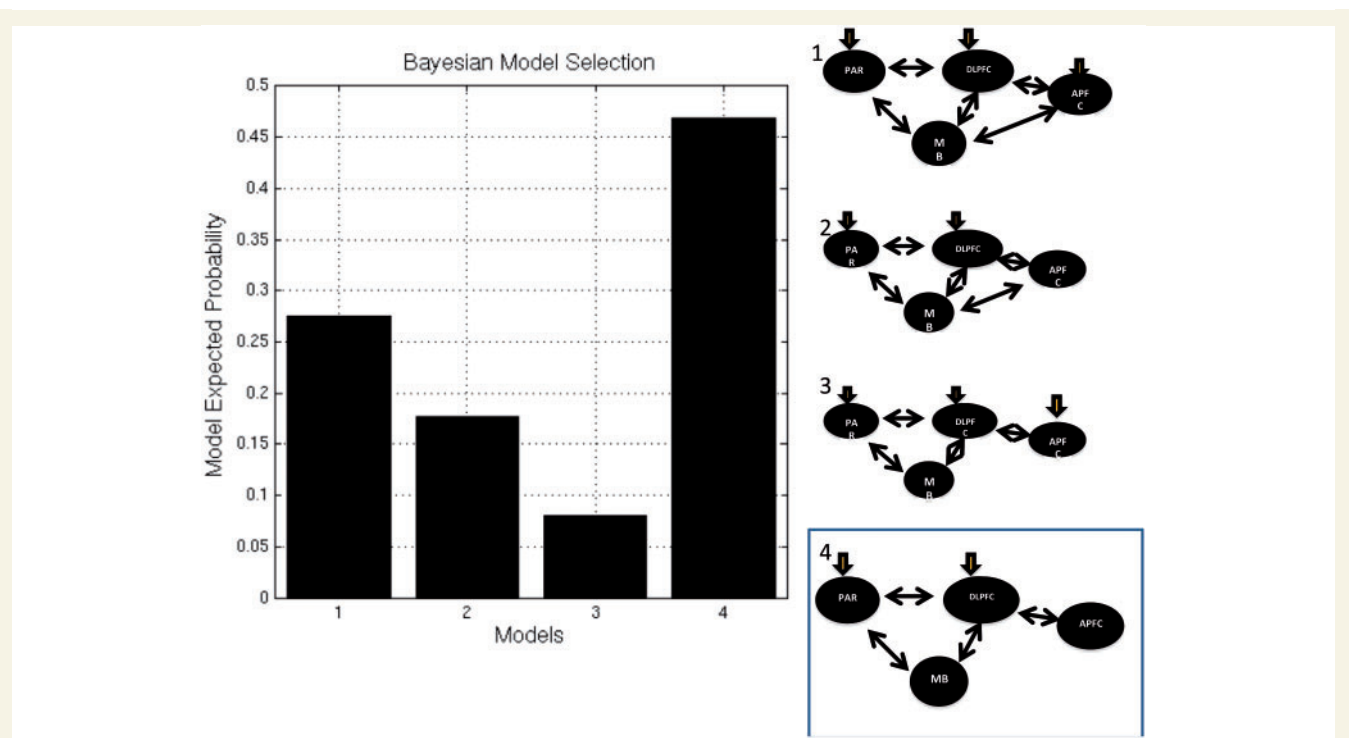 Bayesian Model Selection
0.5
0.45
0.4
0.35
0.3
0.25
0.2
0.15
0.1
0.05
0
Model Expected Probability
1
2
3
4
Models
1
PAR
DLPFC
APF
C
M
B
2
PA
R
DLPFC
APF
C
M
B
3
PA
R
DLPF
C
APF
C
M
B
4
PAR
DLPFC
APFC
MB